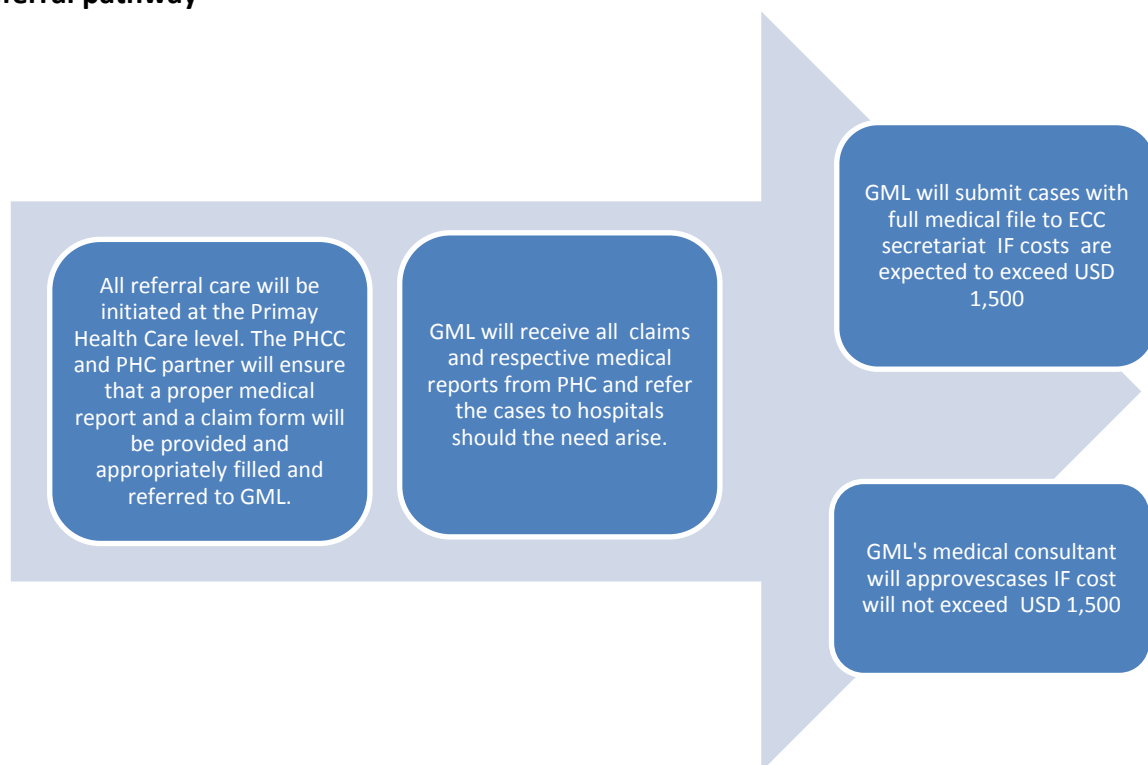 ferral pathway
All referral care will be
initiated at the Primay
Health Care level. The PHCC
and PHC partner will ensure
that a proper medical
report and a claim form will
be provided and
appropriately filled and
referred to GML.
GML will receive all claims
and respective medical
reports from PHC and refer
the cases to hospitals
should the need arise.
GML will submit cases with
full medical file to ECC
secretariat IF costs are
expected to exceed USD
1,500
GML's medical consultant
will approvescases IF cost
will not exceed USD 1,500